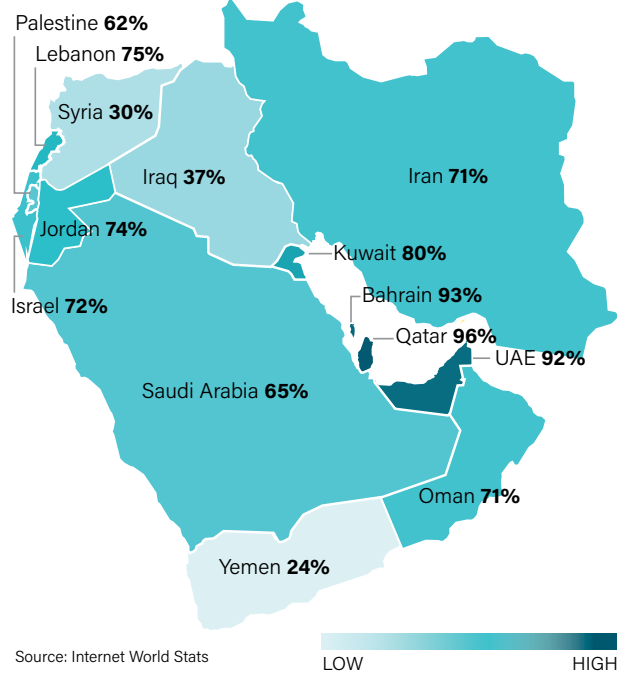 Palestine 62%
Lebanon 75%
Syria 30%
Iraq 37%
Iran 71%
Jordan 74%
Kuwait 80%
Israel 72%
Bahrain 93%
Qatar 96%
UAE 92%
Saudi Arabia 65%
Oman 71%
Yemen 24%
Source: Internet World Stats
LOW HIGH